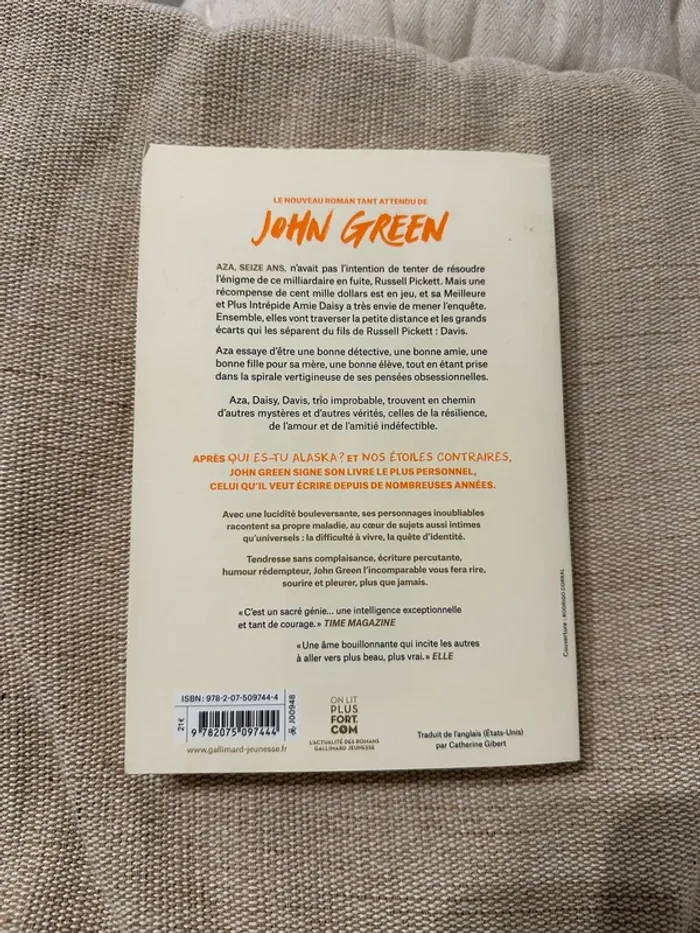 LE NOUVEAU ROMAN TANT ATTENDU DE
JOHN GREEN
AZA, SEIZE ANS, n'avait pas l'intention de tenter de résoudre
l'énigme de ce milliardaire en fuite, Russell Pickett. Mais une
récompense de cent mille dollars est en jeu, et sa Meilleure
et Plus Intrépide Amie Daisy a très envie de mener l'enquête.
Ensemble, elles vont traverser la petite distance et les grands
écarts qui les séparent du fils de Russell Pickett : Davis.
Aza essaye d'être une bonne détective, une bonne amie, une
bonne fille pour sa mère, une bonne élève, tout en étant prise
dans la spirale vertigineuse de ses pensées obsessionnelles.
Aza, Daisy, Davis, trio improbable, trouvent en chemin
d'autres mystères et d'autres vérités, celles de la résilience,
de l'amour et de l'amitié indéfectible.
APRÈS QUI ES-TU ALASKA ? ET NOS ÉTOILES CONTRAIRES,
JOHN GREEN SIGNE SON LIVRE LE PLUS PERSONNEL,
CELUI QU'IL VEUT ÉCRIRE DEPUIS DE NOMBREUSES ANNÉES.
Avec une lucidité bouleversante, ses personnages inoubliables
racontent sa propre maladie, au cœur de sujets aussi intimes
qu'universels : la difficulté à vivre, la quête d'identité.
Tendresse sans complaisance, écriture percutante,
humour rédempteur, John Green l'incomparable vous fera rire,
sourire et pleurer, plus que jamais.
« C'est un sacré génie... une intelligence exceptionnelle
et tant de courage. » TIME MAGAZINE
« Une âme bouillonnante qui incite les autres
à aller vers plus beau, plus vrai. » ELLE
Couverture : RODRIGO CORRAL
ISBN : 978-2-07-509744-4
21€
9 782075 097444
J00948
www.gallimard-jeunesse.fr
ON LIT
PLUS
FORT.
COM
L'ACTUALITÉ DES ROMANS
GALLIMARD JEUNESSE
Traduit de l'anglais (États-Unis)
par Catherine Gibert